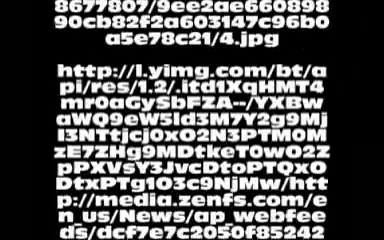 8677807/9ee2ae660898
90cb82f2a603147c96b0
a5e78c21/4.jpg
http://l.yimg.com/bt/a
pi/res/1.2/.itd1XqHMT4
mr0aGySbFZA--/YXBw
aWQ9eW5ld3M7Y2g9Mj
I3NTtjcj0xO2N3PTM0M
zE7ZHg9MDtkeT0wO2Z
pPXVsY3JvcDtoPTQxO
DtxPTg1O3c9NjMw/htt
p://media.zenfs.com/e
n_us/News/ap_webfee
ds/dcf7e7c2050f85242